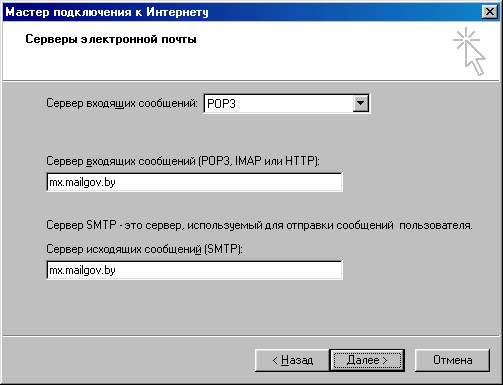 Мастер подключения к Интернету
Серверы электронной почты
Сервер входящих сообщений: POP3
Сервер входящих сообщений (POP3, IMAP или HTTP):
mx.mailgov.by
Сервер SMTP - это сервер, используемый для отправки сообщений пользователя.
Сервер исходящих сообщений (SMTP):
mx.mailgov.by
< Назад Далее > Отмена